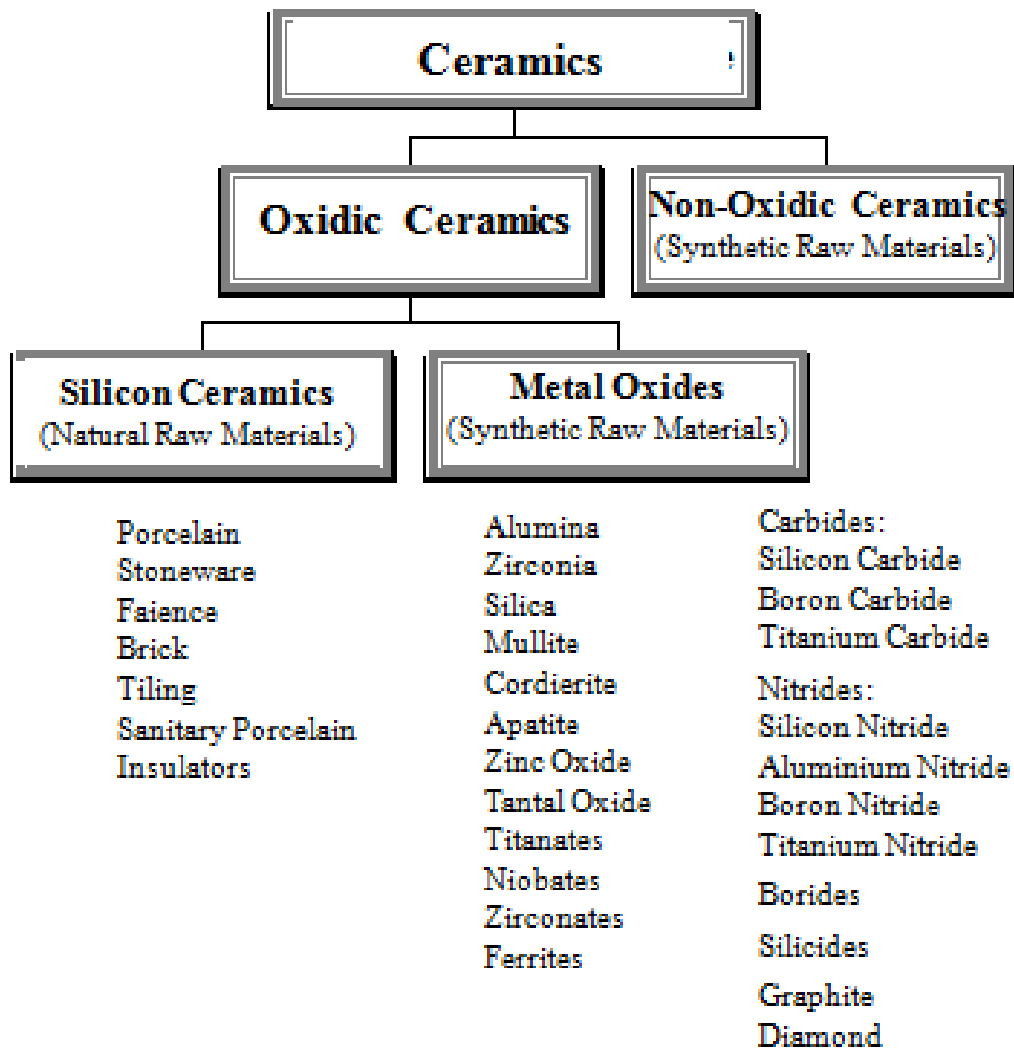 Ceramics
Oxidic Ceramics
Non-Oxidic Ceramics
(Synthetic Raw Materials)
Silicon Ceramics
(Natural Raw Materials)
Metal Oxides
(Synthetic Raw Materials)
Porcelain
Stoneware
Faience
Brick
Tiling
Sanitary Porcelain
Insulators
Alumina
Zirconia
Silica
Mullite
Cordierite
Apatite
Zinc Oxide
Tantal Oxide
Titanates
Niobates
Zirconates
Ferrites
Carbides:
Silicon Carbide
Boron Carbide
Titanium Carbide
Nitrides:
Silicon Nitride
Aluminium Nitride
Boron Nitride
Titanium Nitride
Borides
Silicides
Graphite
Diamond